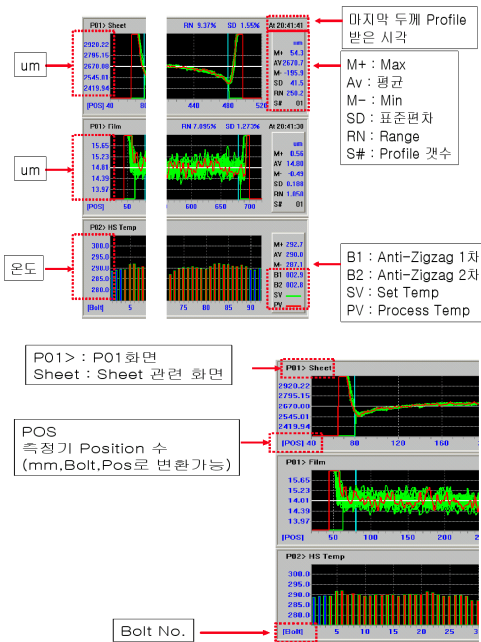 P01> Sheet RN 9.37% SD 1.55% At 20:41:41
um
2920.22
2795.11
2670.00
2545.01
2419.94
[POS] 40 80 440 480 520
um
M+ 54.3
AV 2670.7
M- -195.9
SD 41.5
RN 250.2
S# 01
마지막 두께 Profile
받은 시각
M+ : Max
Av : 평균
M- : Min
SD : 표준편차
RN : Range
S# : Profile 갯수
P01> Film RN 7.095% SD 1.273% At 20:41:30
um
15.65
15.23
14.81
14.39
13.97
[POS] 50 600 650 700
um
M+ 0.56
AV 14.80
M- -0.49
SD 0.188
RN 1.050
S# 01
P02> HS Temp
온도
300.0
295.0
290.0
285.0
280.0
[Bolt] 5 75 80 85 90
M+ 292.7
AV 290.0
M- 287.1
B1 002.9
B2 002.8
SV
PV
B1 : Anti-Zigzag 1차
B2 : Anti-Zigzag 2차
SV : Set Temp
PV : Process Temp
P01> : P01화면
Sheet : Sheet 관련 화면
P01> Sheet
2920.22
2795.11
2670.00
2545.01
2419.94
[POS] 40 80 120 160
POS
측정기 Position 수
(mm,Bolt,Pos로 변환가능)
P01> Film
15.65
15.23
14.01
14.39
13.97
[POS] 50 100 150 200
P02> HS Temp
300.0
295.0
290.0
285.0
280.0
[Bolt] 5 10 15 20 25
Bolt No.